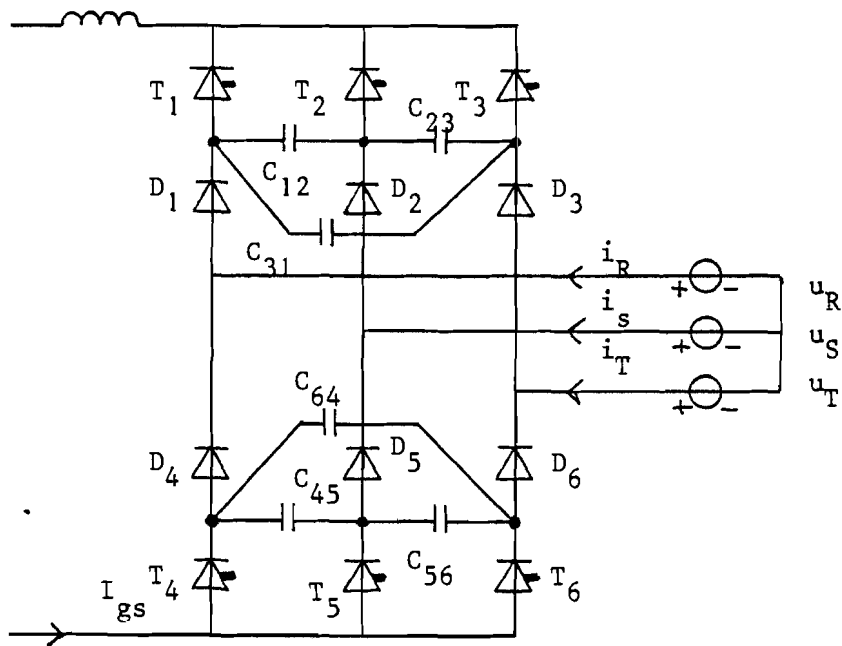 T1 T2 T3
C23
C12
D1 D2 D3
C31
iR
+ - uR
is
+ - uS
iT
+ - uT
C64
D4 D5 D6
C45
C56
T4 T5 T6
Igs